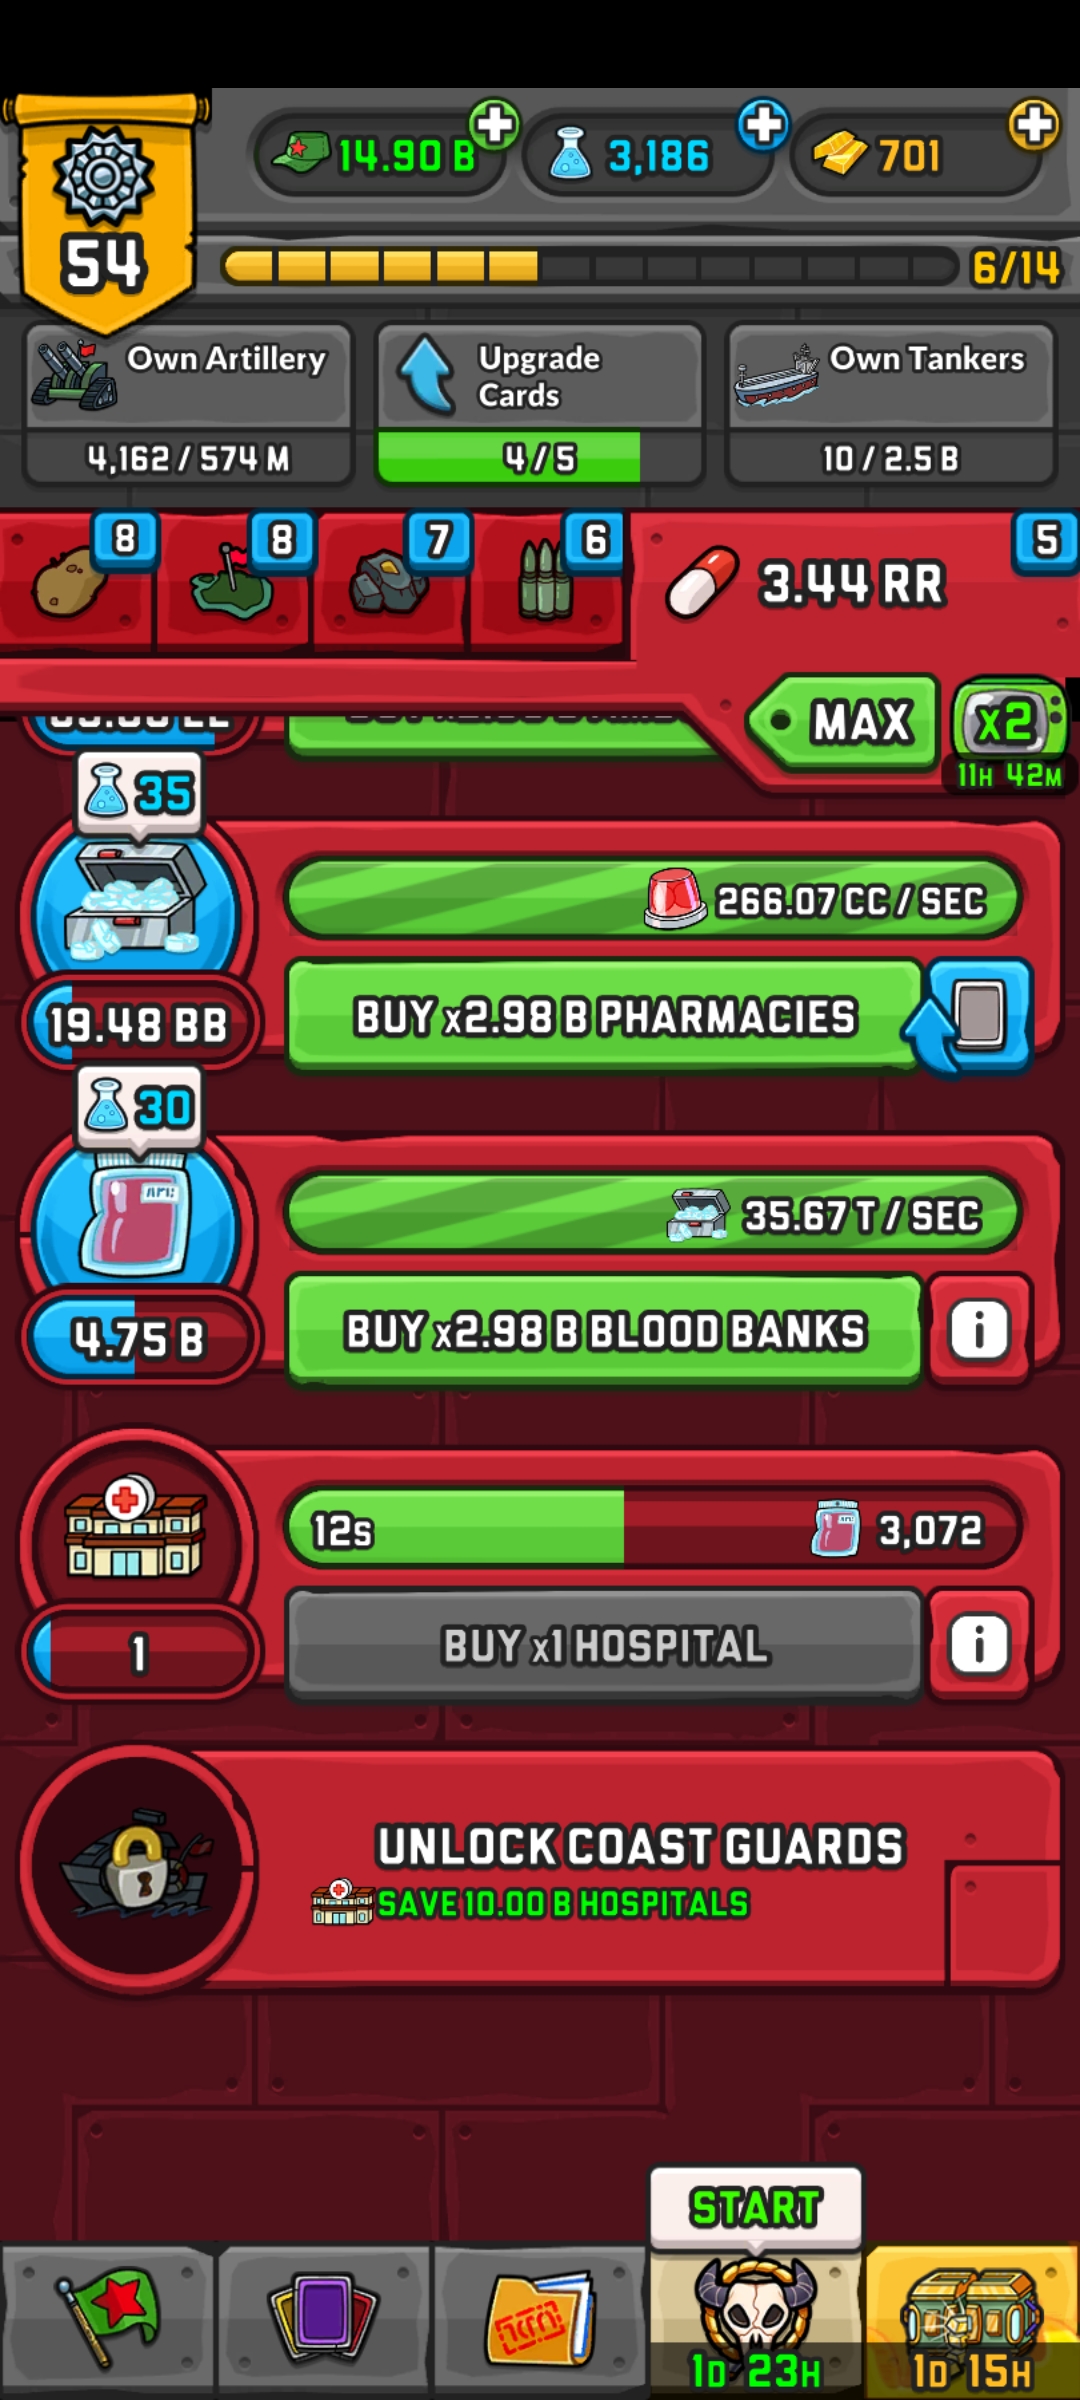 14.90 B
3,186
701
54
6/14
Own Artillery
4,162 / 574 M
Upgrade
Cards
4 / 5
Own Tankers
10 / 2.5 B
8
8
7
6
5
3.44 RR
MAX
x2
11H 42M
35
266.07 CC / SEC
BUY x2.98 B PHARMACIES
19.48 BB
30
35.67 T / SEC
BUY x2.98 B BLOOD BANKS
i
4.75 B
12s
3,072
BUY x1 HOSPITAL
i
1
UNLOCK COAST GUARDS
SAVE 10.00 B HOSPITALS
START
1D 23H
1D 15H